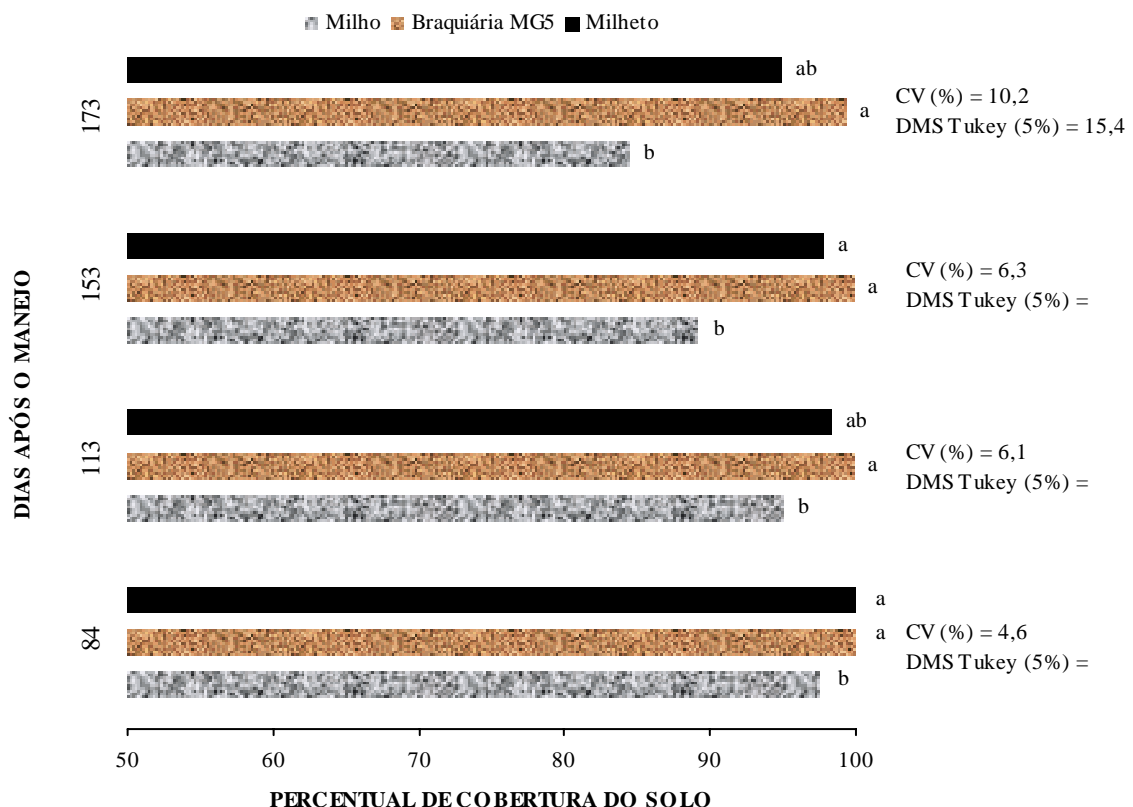 Milho Braquiária MG5 Milheto
ab
a
b
173
CV (%) = 10,2
DMS Tukey (5%) = 15,4
a
a
b
153
CV (%) = 6,3
DMS Tukey (5%) =
ab
a
b
113
CV (%) = 6,1
DMS Tukey (5%) =
a
a
b
84
CV (%) = 4,6
DMS Tukey (5%) =
DIAS APÓS O MANEJO
50 60 70 80 90 100
PERCENTUAL DE COBERTURA DO SOLO